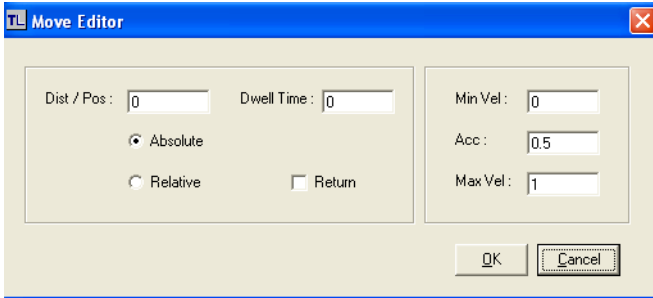 TL Move Editor
Dist / Pos : 0 Dwell Time : 0 Min Vel : 0
Absolute Acc : 0.5
Relative Return Max Vel : 1
OK Cancel